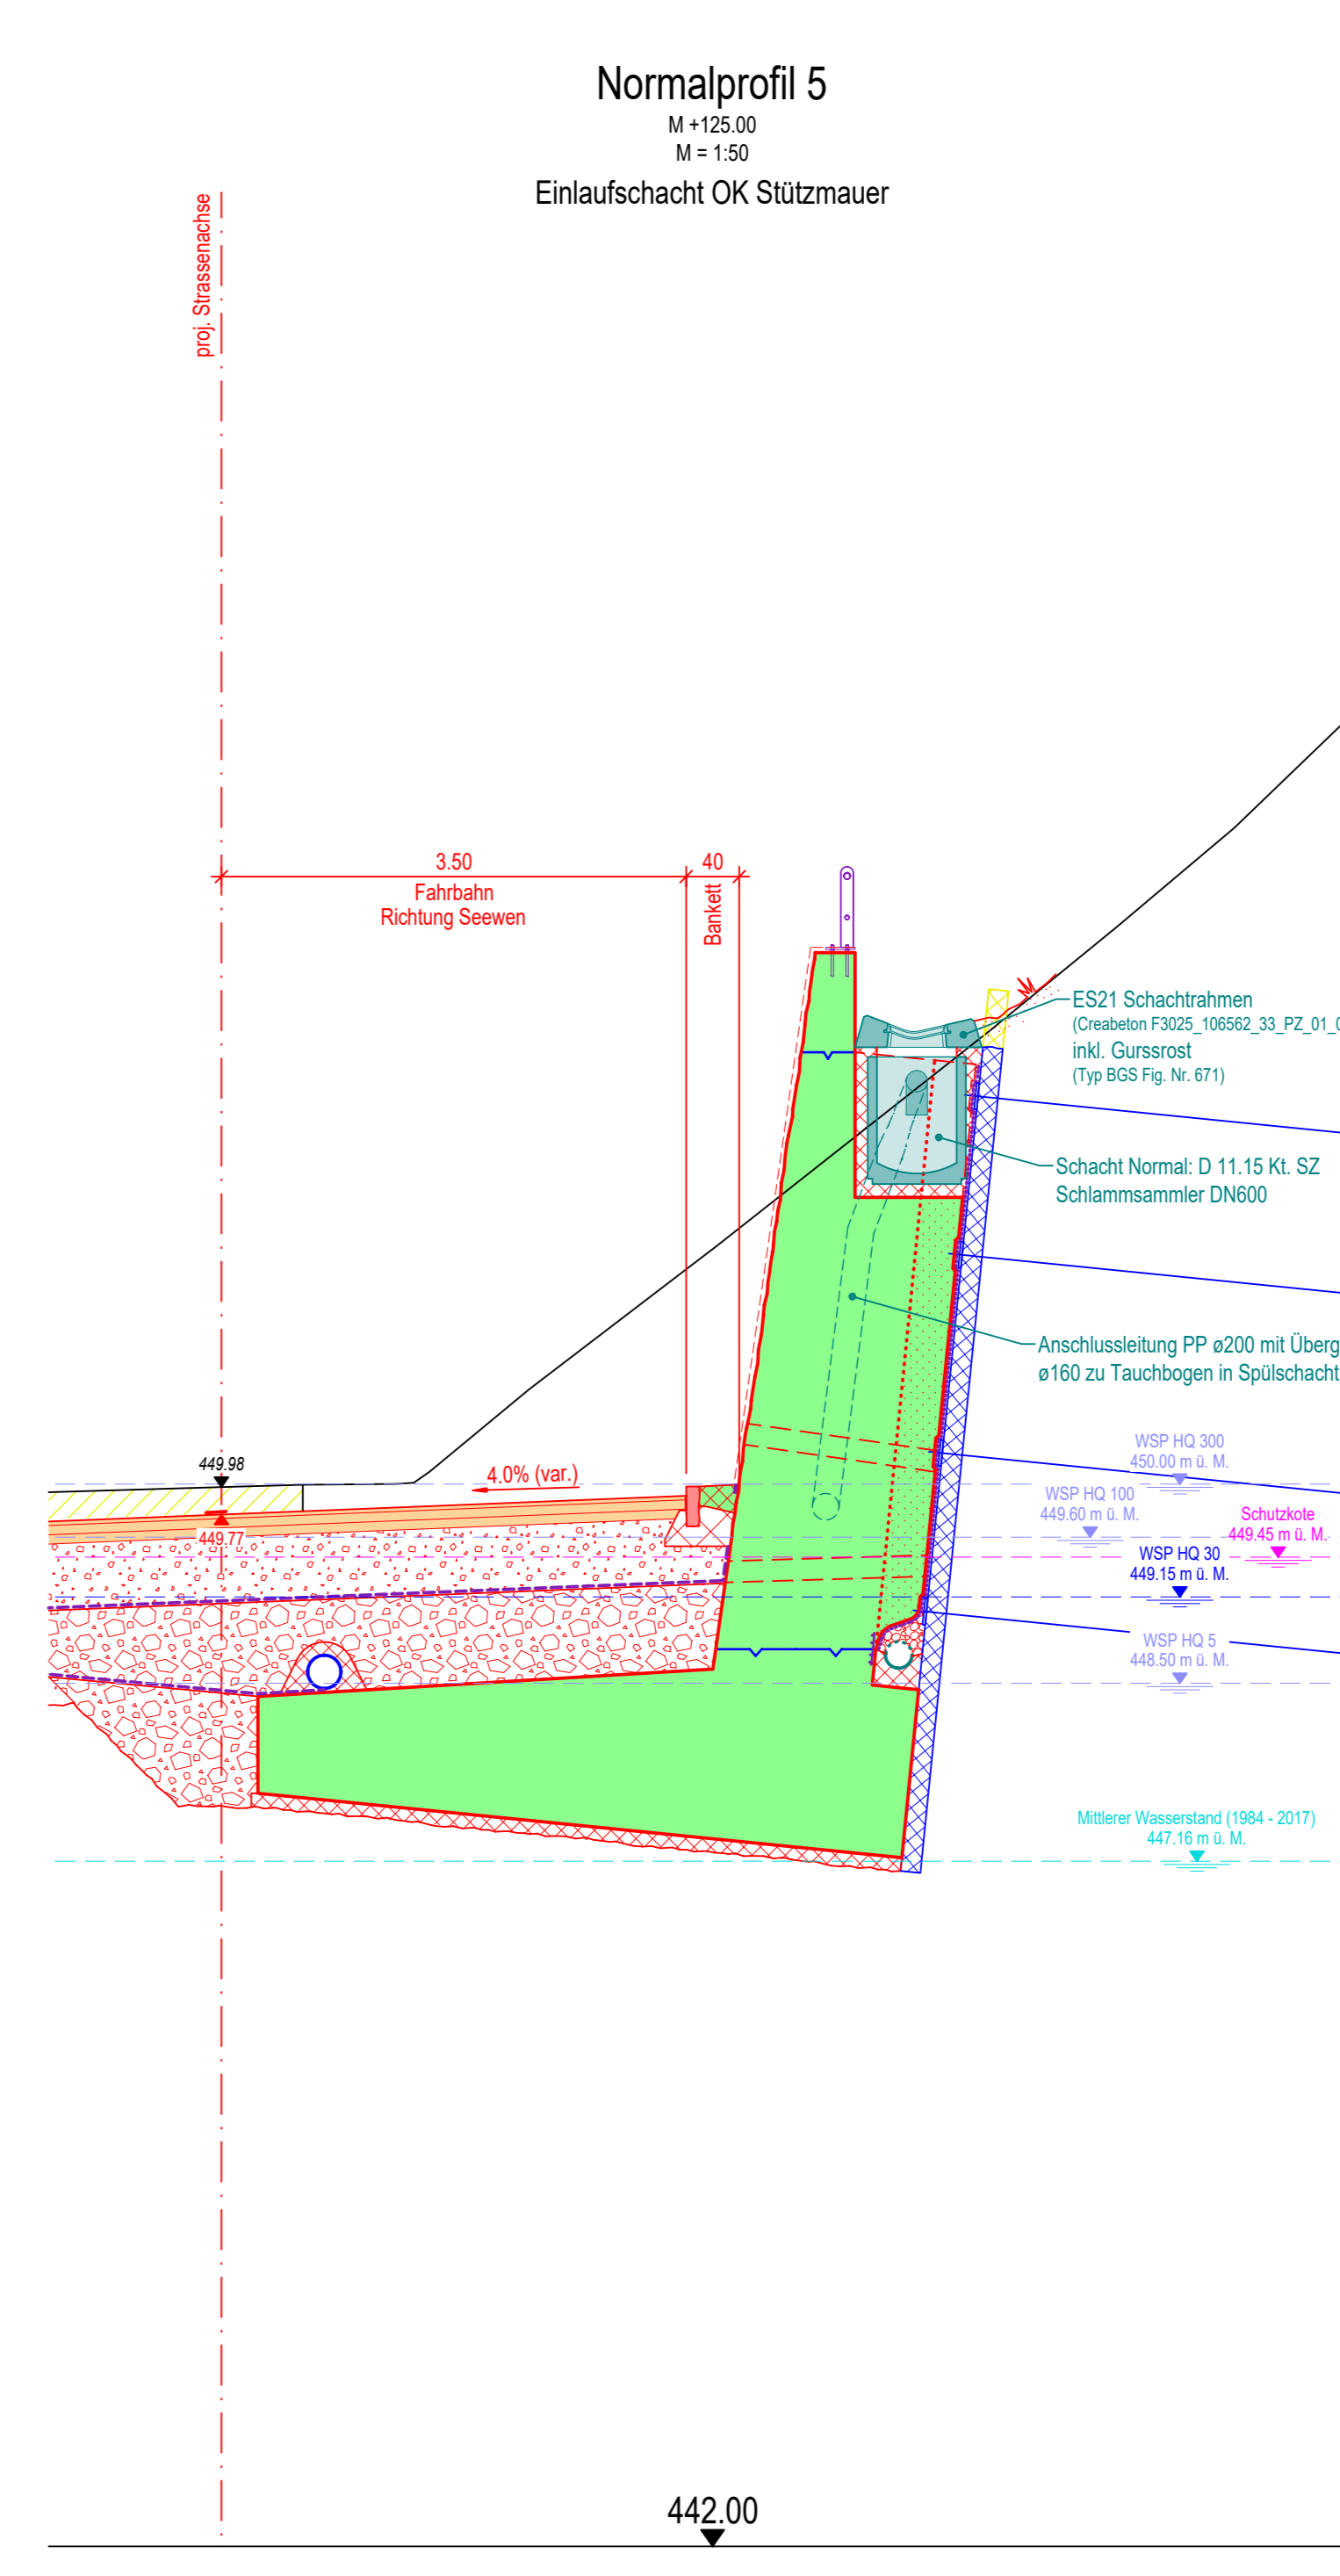 Normalprofil 5
M +125.00
M = 1:50
Einlaufschacht OK Stützmauer
proj. Strassenachse
3.50
40
Fahrbahn
Richtung Seewen
Bankett
ES21 Schachtrahmen
(Creabeton F3025_106562_33_PZ_01_
inkl. Gurssrost
(Typ BGS Fig. Nr. 671)
Schacht Normal: D 11.15 Kt. SZ
Schlammsammler DN600
Anschlussleitung PP ø200 mit Überg
ø160 zu Tauchbogen in Spülschacht
WSP HQ 300
450.00 m ü. M.
449.98
4.0% (var.)
WSP HQ 100
449.60 m ü. M.
Schutzkote
449.45 m ü. M.
449.77
WSP HQ 30
449.15 m ü. M.
WSP HQ 5
448.50 m ü. M.
Mittlerer Wasserstand (1984 - 2017)
447.16 m ü. M.
442.00